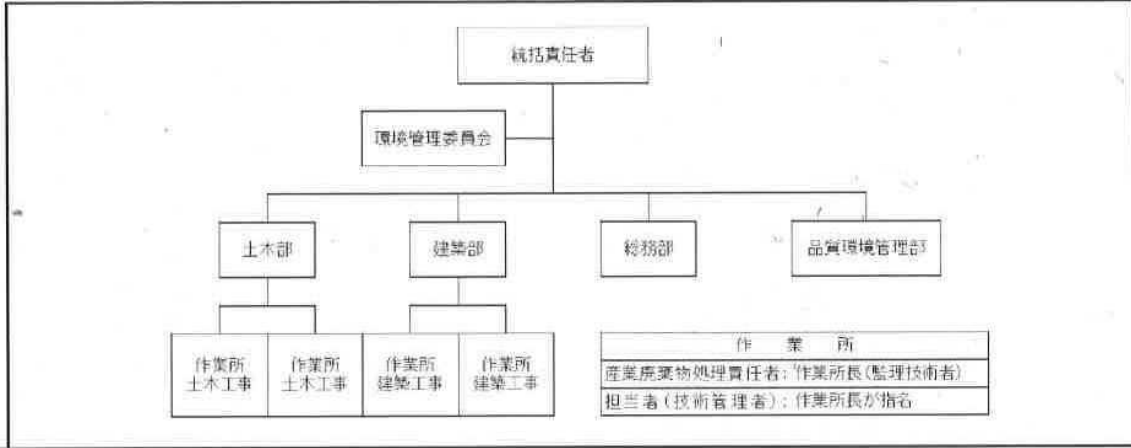 統括責任者
環境管理委員会
土木部
建築部
総務部
品質環境管理部
作業所
土木工事
作業所
土木工事
作業所
建築工事
作業所
建築工事
作 業 所
産業廃棄物処理責任者:作業所長(監理技術者)
担当者(技術管理者):作業所長が指名